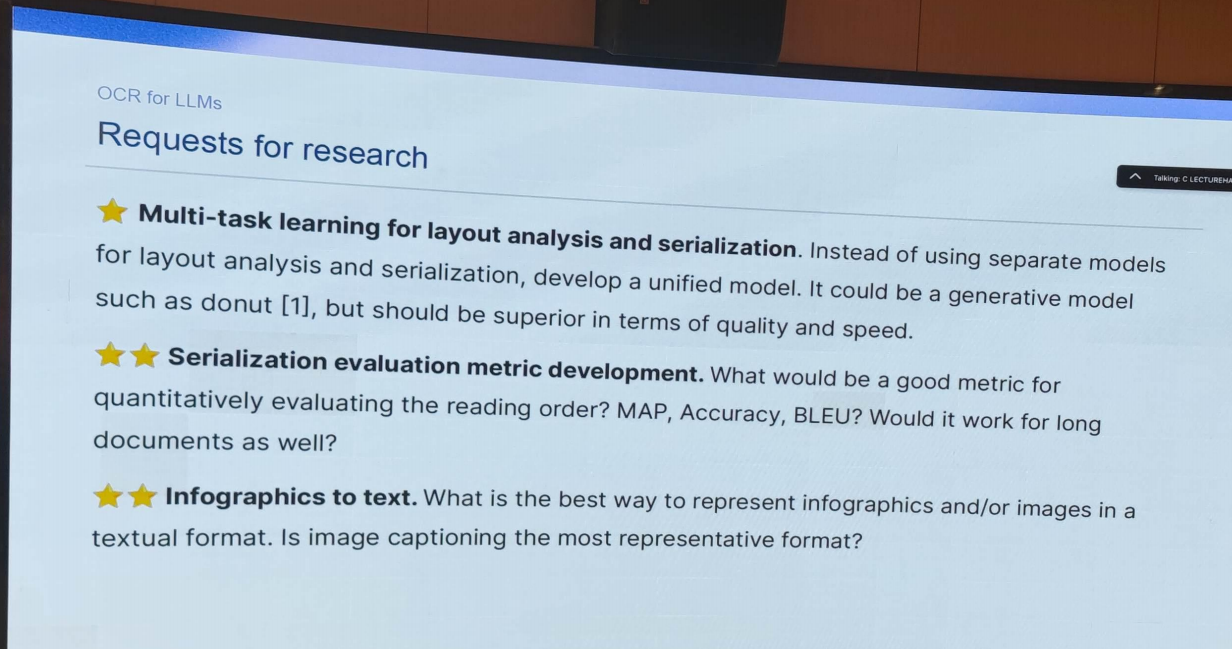 OCR for LLMs
Requests for research
Talking: C LECTUREHA
⭐ Multi-task learning for layout analysis and serialization. Instead of using separate models
for layout analysis and serialization, develop a unified model. It could be a generative model
such as donut [1], but should be superior in terms of quality and speed.
⭐⭐ Serialization evaluation metric development. What would be a good metric for
quantitatively evaluating the reading order? MAP, Accuracy, BLEU? Would it work for long
documents as well?
⭐⭐ Infographics to text. What is the best way to represent infographics and/or images in a
textual format. Is image captioning the most representative format?